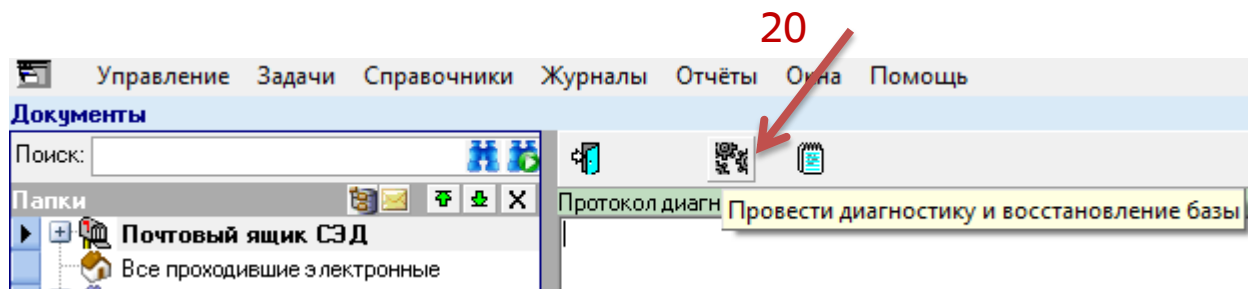 20
Управление Задачи Справочники Журналы Отчёты Окна Помощь
Документы
Поиск:
Папки
Протокол диагн
Провести диагностику и восстановление базы
Почтовый ящик СЭД
Все проходившие электронные